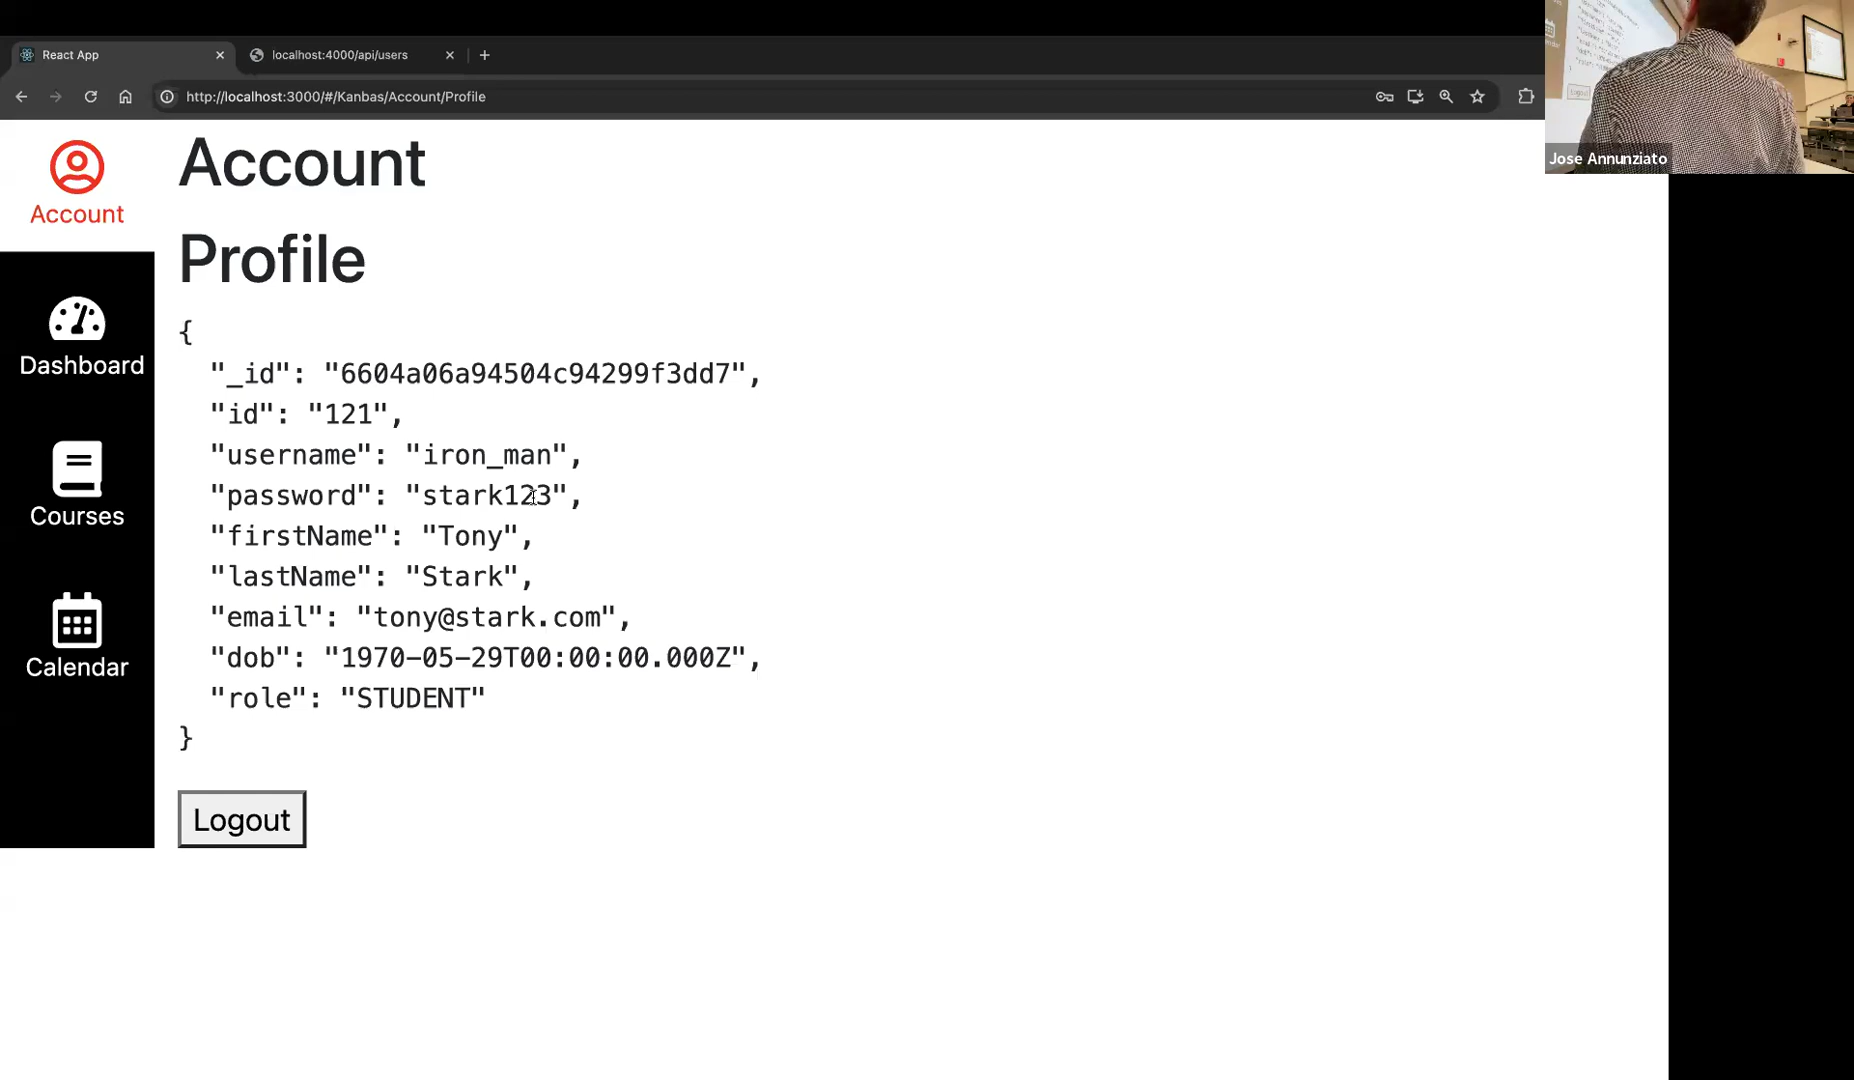 React App
localhost:4000/api/users
http://localhost:3000/#/Kanbas/Account/Profile
Jose Annunziato
Account
Dashboard
Courses
Calendar
Account
Profile
{
"_id": "6604a06a94504c94299f3dd7",
"id": "121",
"username": "iron_man",
"password": "stark123",
"firstName": "Tony",
"lastName": "Stark",
"email": "tony@stark.com",
"dob": "1970-05-29T00:00:00.000Z",
"role": "STUDENT"
}
Logout